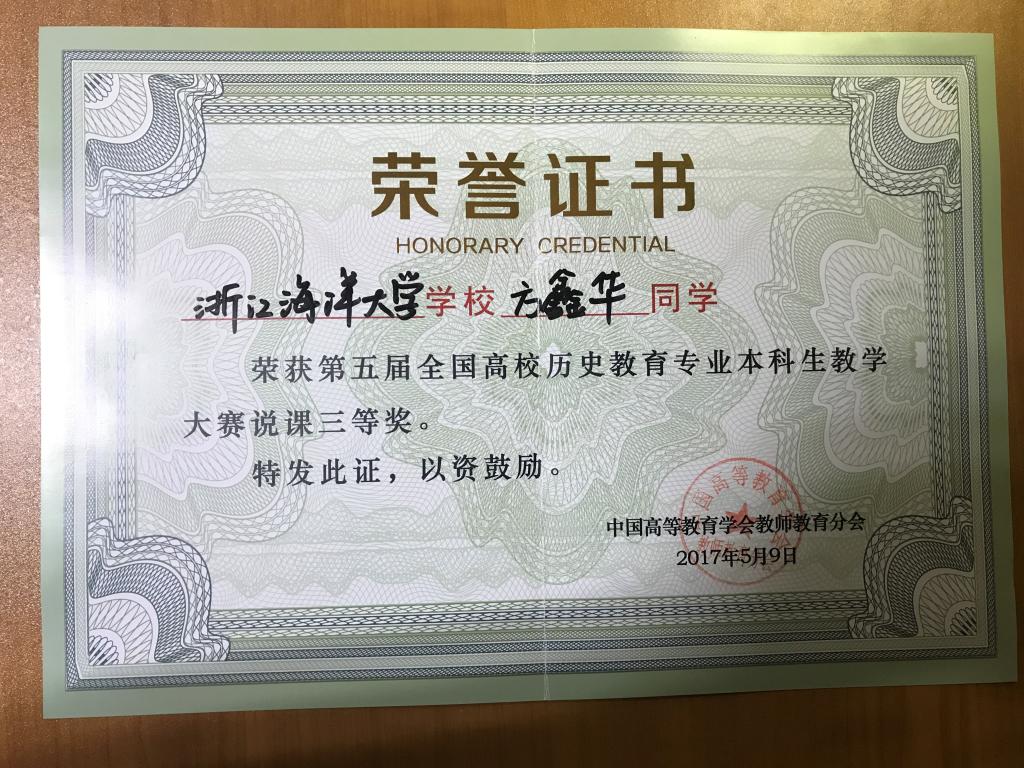 荣誉证书
HONORARY CREDENTIAL
浙江海洋大学学校 方鑫华 同学
荣获第五届全国高校历史教育专业本科生教学
大赛说课三等奖。
特发此证，以资鼓励。
中国高等教育学会教师教育分会
2017年5月9日